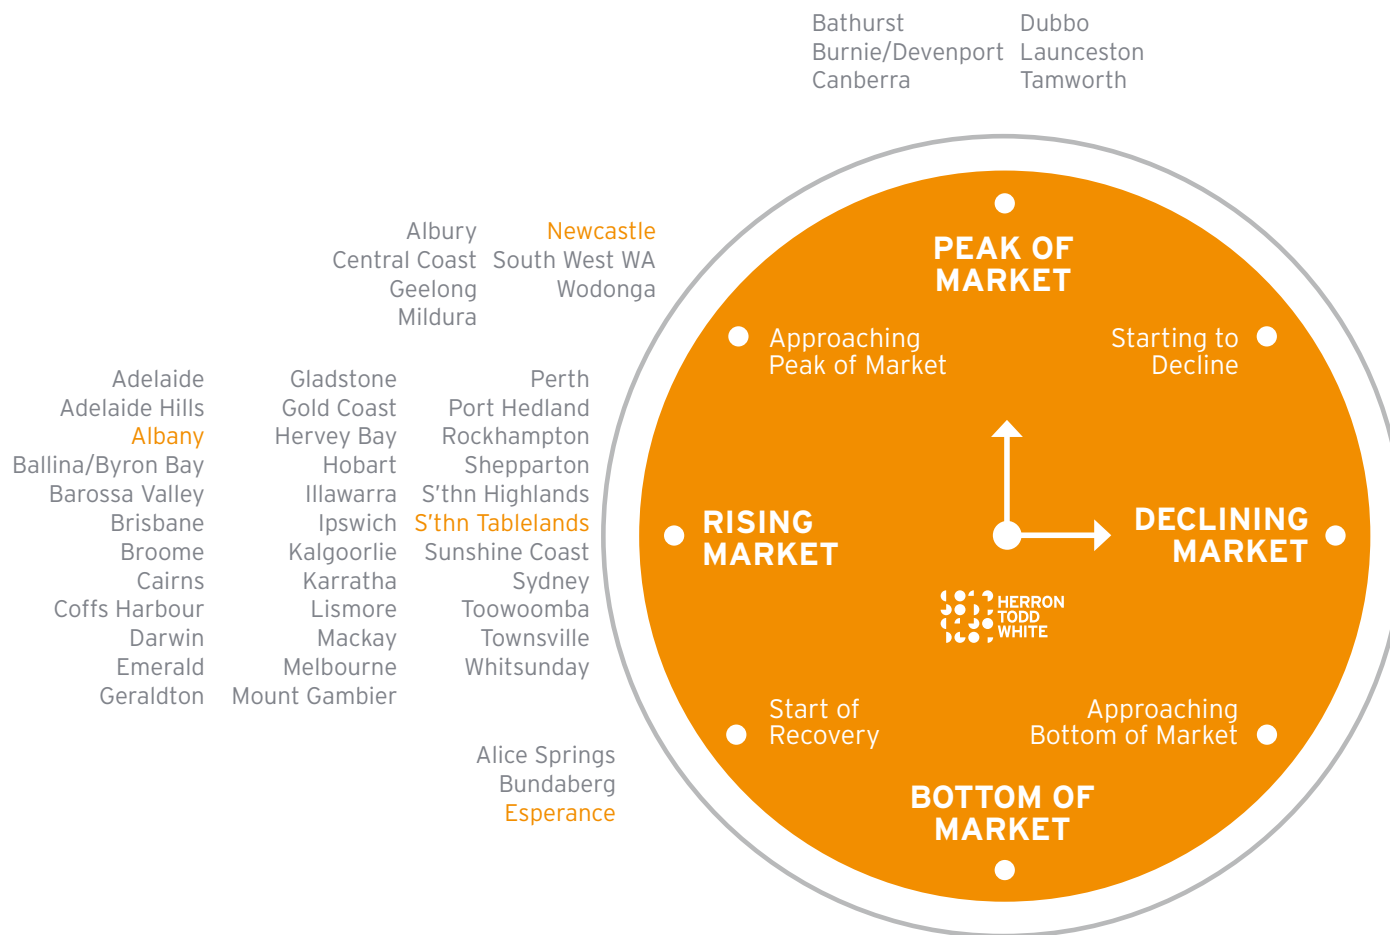 Bathurst
Burnie/Devenport
Canberra
Dubbo
Launceston
Tamworth
Albury
Central Coast
Geelong
Mildura
Newcastle
South West WA
Wodonga
PEAK OF
MARKET
Approaching
Peak of Market
Starting to
Decline
Adelaide
Adelaide Hills
Albany
Ballina/Byron Bay
Barossa Valley
Brisbane
Broome
Cairns
Coffs Harbour
Darwin
Emerald
Geraldton
Gladstone
Gold Coast
Hervey Bay
Hobart
Illawarra
Ipswich
Kalgoorlie
Karratha
Lismore
Mackay
Melbourne
Mount Gambier
Perth
Port Hedland
Rockhampton
Shepparton
S'thn Highlands
S'thn Tablelands
Sunshine Coast
Sydney
Toowoomba
Townsville
Whitsunday
RISING
MARKET
DECLINING
MARKET
HERRON
TODD
WHITE
Start of
Recovery
Approaching
Bottom of Market
Alice Springs
Bundaberg
Esperance
BOTTOM OF
MARKET